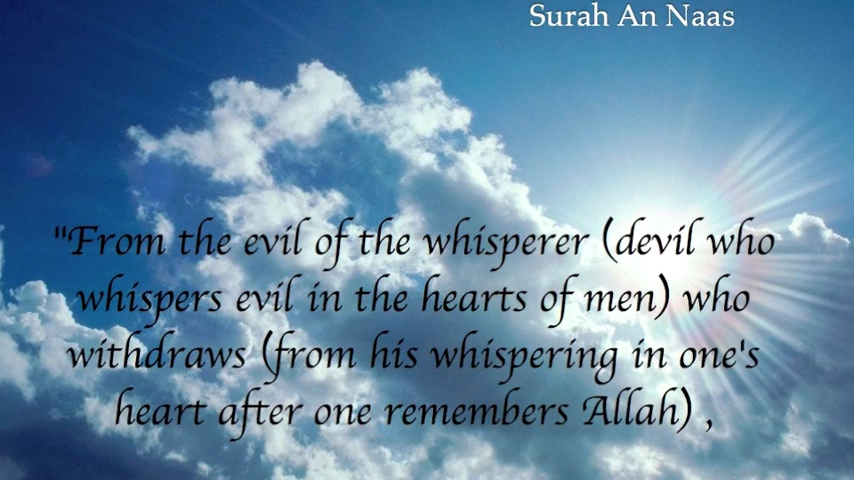 Surah An Naas
"From the evil of the whisperer (devil who
whispers evil in the hearts of men) who
withdraws (from his whispering in one's
heart after one remembers Allah) ,